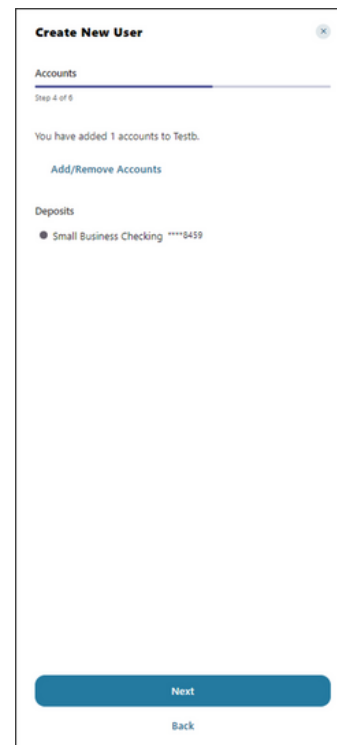 Create New User
Accounts
Step 4 of 6
You have added 1 accounts to Testb.
Add/Remove Accounts
Deposits
Small Business Checking ****8459
Next
Back